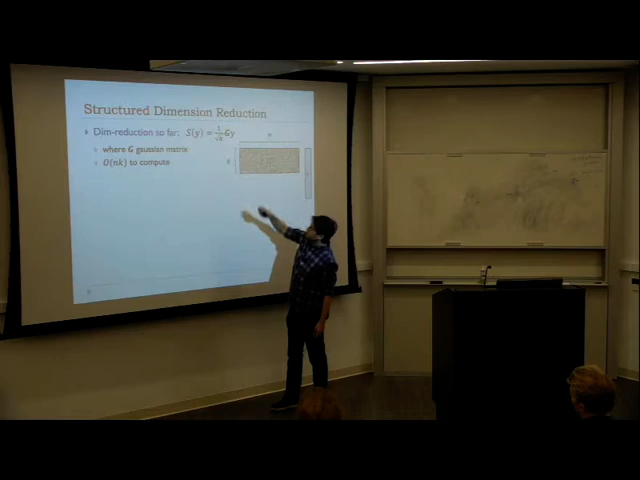 Structured Dimension Reduction
Dim-reduction so far: S(y) = 1/√k Gy
where G gaussian matrix
O(nk) to compute